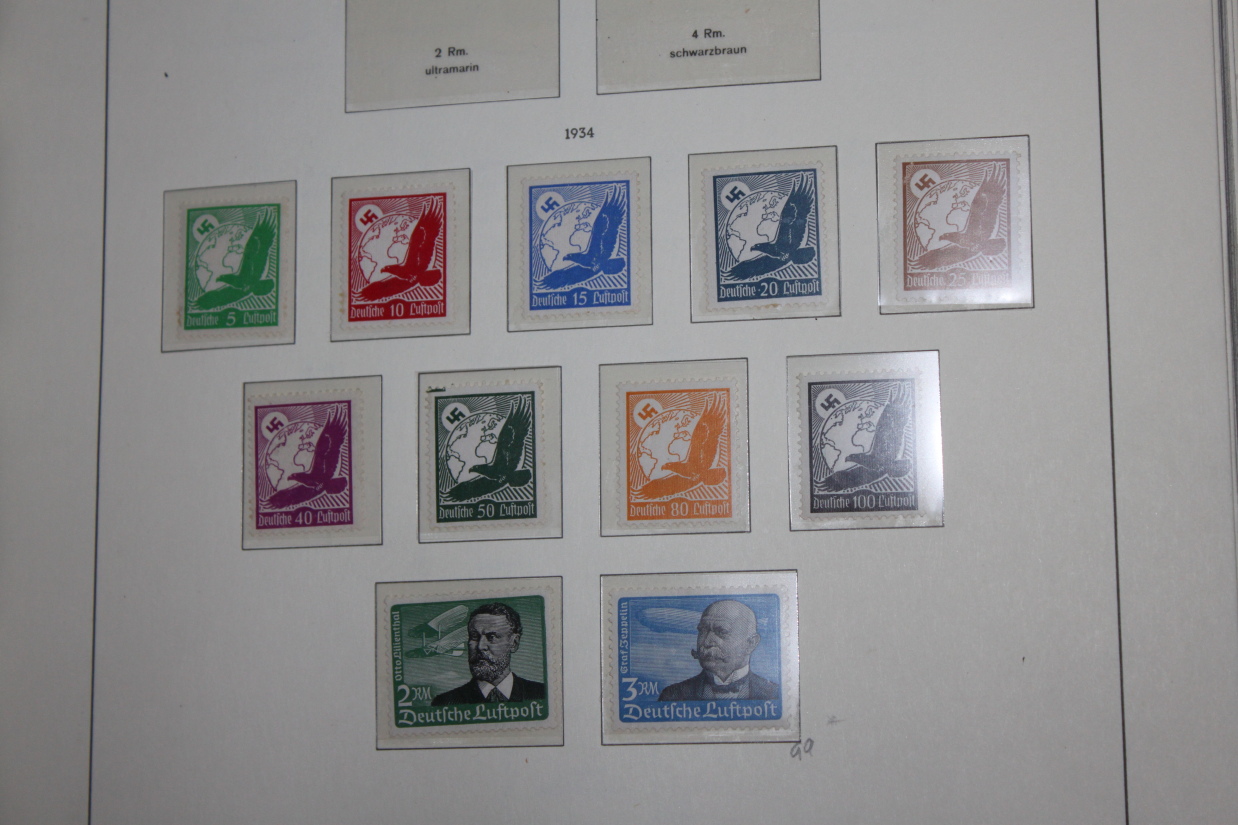 2 Rm.
ultramarin
4 Rm.
schwarzbraun
1934
Deutsche 5 Luftpost
Deutsche 10 Luftpost
Deutsche 15 Luftpost
Deutsche 20 Luftpost
Deutsche 25 Luftpost
Deutsche 40 Luftpost
Deutsche 50 Luftpost
Deutsche 80 Luftpost
Deutsche 100 Luftpost
Otto Lilienthal
2 RM
Deutsche Luftpost
Graf Zeppelin
3 RM
Deutsche Luftpost